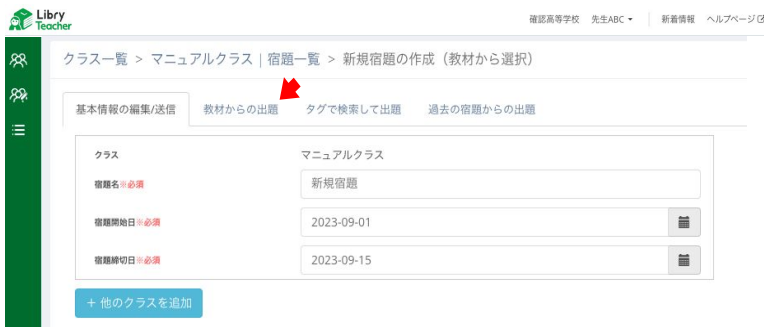 Libry
Teacher
確認高等学校 先生ABC 新着情報 ヘルプページ
クラス一覧 > マニュアルクラス | 宿題一覧 > 新規宿題の作成（教材から選択）
基本情報の編集/送信 教材からの出題 タグで検索して出題 過去の宿題からの出題
クラス マニュアルクラス
宿題名※必須 新規宿題
宿題開始日※必須 2023-09-01
宿題締切日※必須 2023-09-15
+ 他のクラスを追加